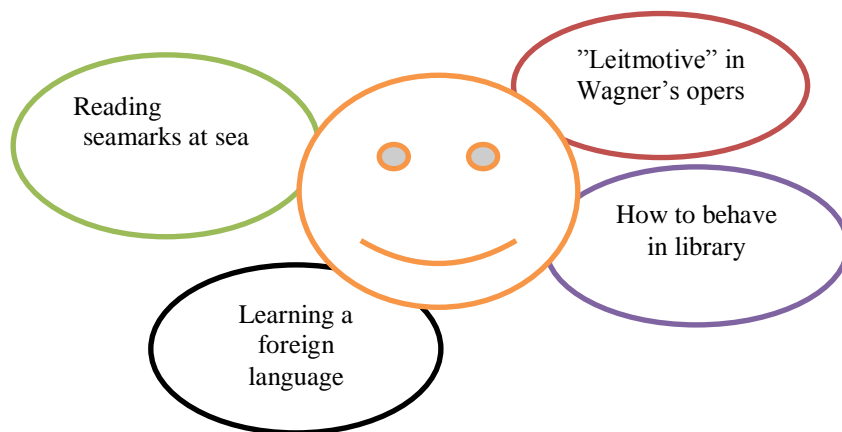 Reading
seamarks at sea
”Leitmotive” in
Wagner’s opers
How to behave
in library
Learning a
foreign
language